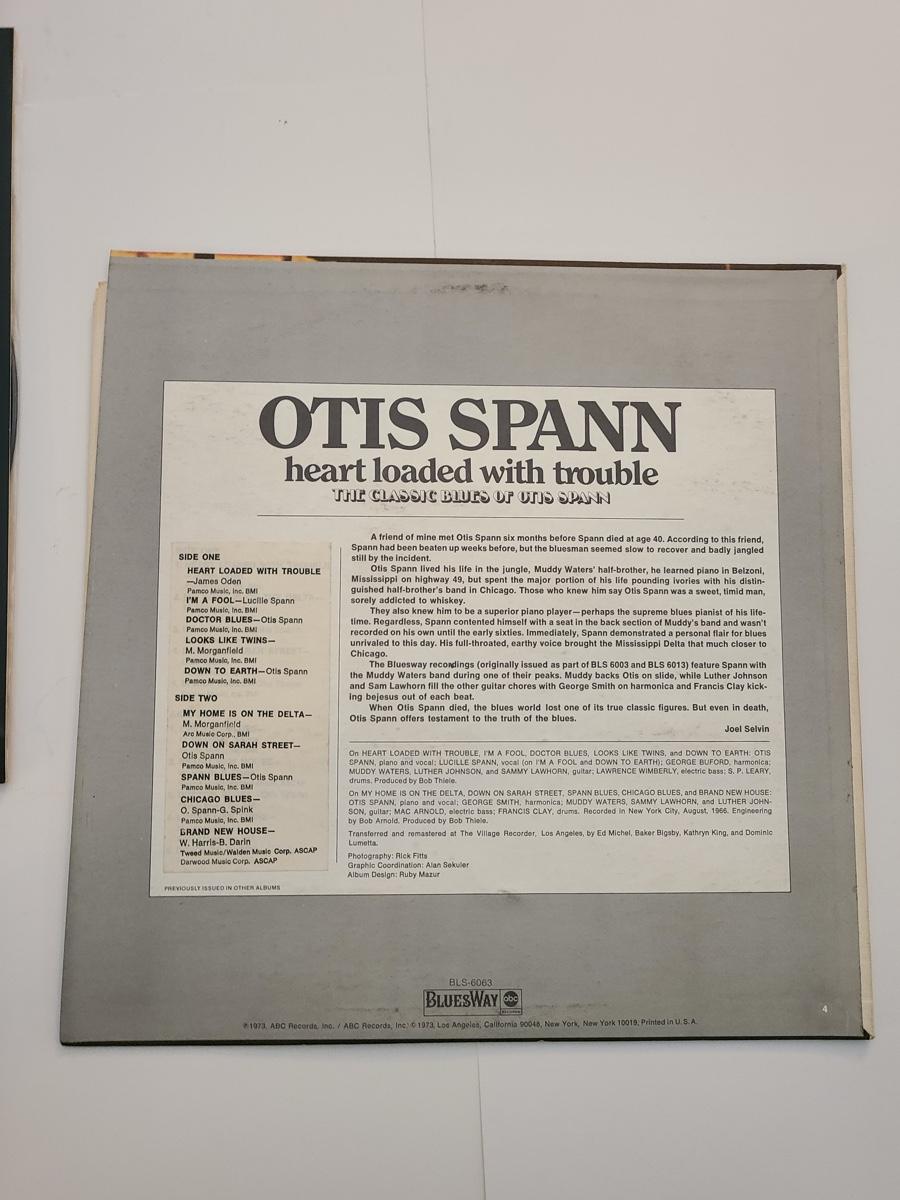 OTIS SPANN
heart loaded with trouble
THE CLASSIC BLUES OF OTIS SPANN
SIDE ONE
HEART LOADED WITH TROUBLE
—James Oden
Pamco Music, Inc. BMI
I'M A FOOL—Lucille Spann
Pamco Music, Inc. BMI
DOCTOR BLUES—Otis Spann
Pamco Music, Inc. BMI
LOOKS LIKE TWINS—
M. Morganfield
Pamco Music, Inc. BMI
DOWN TO EARTH—Otis Spann
Pamco Music, Inc. BMI
SIDE TWO
MY HOME IS ON THE DELTA—
M. Morganfield
Arc Music Corp., BMI
DOWN ON SARAH STREET—
Otis Spann
Pamco Music, Inc. BMI
SPANN BLUES—Otis Spann
Pamco Music, Inc. BMI
CHICAGO BLUES—
O. Spann-G. Spink
Pamco Music, Inc. BMI
BRAND NEW HOUSE—
W. Harris-B. Darin
Tweed Music/Walden Music Corp. ASCAP
Darwood Music Corp. ASCAP
PREVIOUSLY ISSUED IN OTHER ALBUMS
A friend of mine met Otis Spann six months before Spann died at age 40. According to this friend,
Spann had been beaten up weeks before, but the bluesman seemed slow to recover and badly jangled
still by the incident.
Otis Spann lived his life in the jungle, Muddy Waters' half-brother, he learned piano in Belzoni,
Mississippi on highway 49, but spent the major portion of his life pounding ivories with his distin-
guished half-brother's band in Chicago. Those who knew him say Otis Spann was a sweet, timid man,
sorely addicted to whiskey.
They also knew him to be a superior piano player—perhaps the supreme blues pianist of his life-
time. Regardless, Spann contented himself with a seat in the back section of Muddy's band and wasn't
recorded on his own until the early sixties. Immediately, Spann demonstrated a personal flair for blues
unrivaled to this day. His full-throated, earthy voice brought the Mississippi Delta that much closer to
Chicago.
The Bluesway recordings (originally issued as part of BLS 6003 and BLS 6013) feature Spann with
the Muddy Waters band during one of their peaks. Muddy backs Otis on slide, while Luther Johnson
and Sam Lawhorn fill the other guitar chores with George Smith on harmonica and Francis Clay kick-
ing bejesus out of each beat.
When Otis Spann died, the blues world lost one of its true classic figures. But even in death,
Otis Spann offers testament to the truth of the blues.
Joel Selvin
On HEART LOADED WITH TROUBLE, I'M A FOOL, DOCTOR BLUES, LOOKS LIKE TWINS, and DOWN TO EARTH: OTIS
SPANN, piano and vocal; LUCILLE SPANN, vocal (on I'M A FOOL and DOWN TO EARTH); GEORGE BUFORD, harmonica;
MUDDY WATERS, LUTHER JOHNSON, and SAMMY LAWHORN, guitar; LAWRENCE WIMBERLY, electric bass; S. P. LEARY,
drums. Produced by Bob Thiele.
On MY HOME IS ON THE DELTA, DOWN ON SARAH STREET, SPANN BLUES, CHICAGO BLUES, and BRAND NEW HOUSE:
OTIS SPANN, piano and vocal; GEORGE SMITH, harmonica; MUDDY WATERS, SAMMY LAWHORN, and LUTHER JOHN-
SON, guitar; MAC ARNOLD, electric bass; FRANCIS CLAY, drums. Recorded in New York City, August, 1966. Engineering
by Bob Arnold. Produced by Bob Thiele.
Transferred and remastered at The Village Recorder, Los Angeles, by Ed Michel, Baker Bigsby, Kathryn King, and Dominic
Lumetta.
Photography: Rick Fitts
Graphic Coordination: Alan Sekuler
Album Design: Ruby Mazur
BLS-6063
BLUESWAY abc RECORDS
4
℗1973, ABC Records, Inc. / ABC Records, Inc. ©1973, Los Angeles, California 90048, New York, New York 10019, Printed in U.S.A.